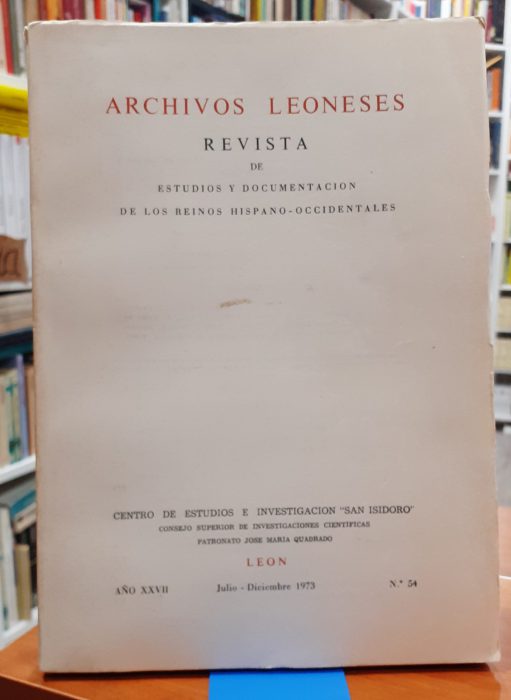 ARCHIVOS LEONESES
REVISTA
DE
ESTUDIOS Y DOCUMENTACION
DE LOS REINOS HISPANO-OCCIDENTALES
CENTRO DE ESTUDIOS E INVESTIGACION "SAN ISIDORO"
CONSEJO SUPERIOR DE INVESTIGACIONES CIENTIFICAS
PATRONATO JOSE MARIA QUADRADO
LEON
AÑO XXVII Julio - Diciembre 1973 N.º 54